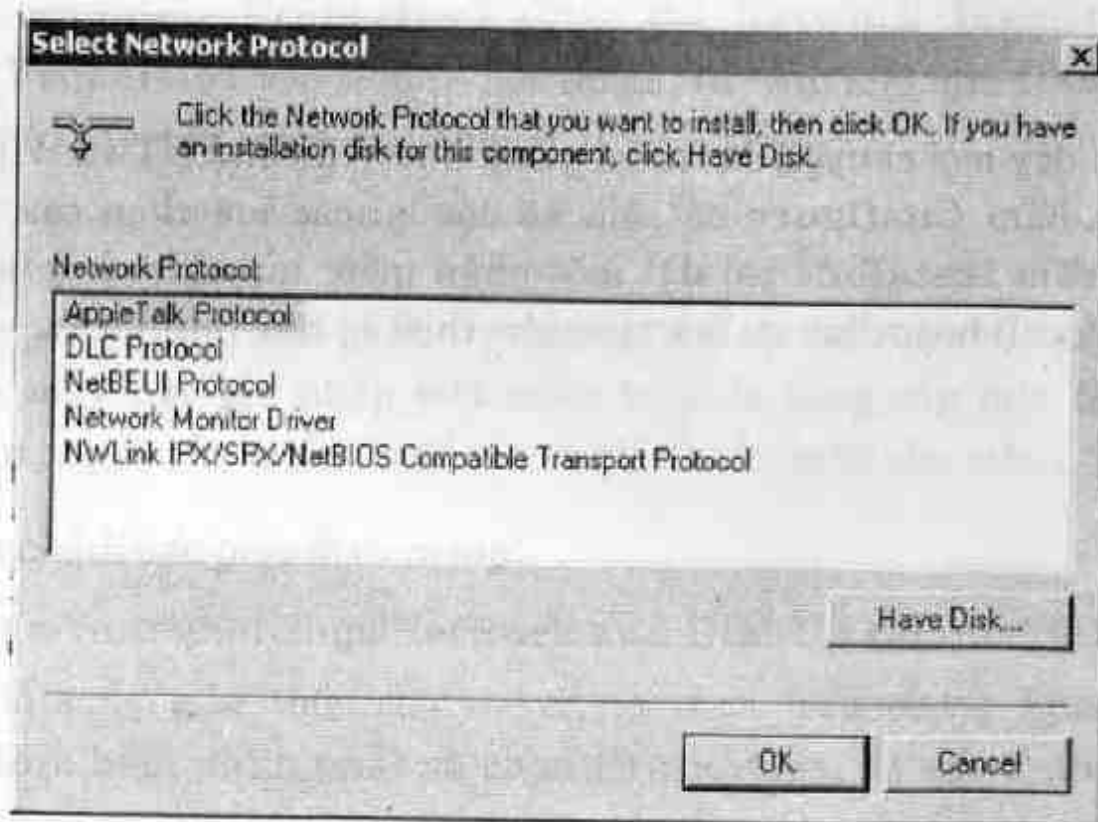 Select Network Protocol
Click the Network Protocol that you want to install, then click OK. If you have
an installation disk for this component, click Have Disk.
Network Protocol:
AppleTalk Protocol
DLC Protocol
NetBEUI Protocol
Network Monitor Driver
NWLink IPX/SPX/NetBIOS Compatible Transport Protocol
Have Disk...
OK
Cancel